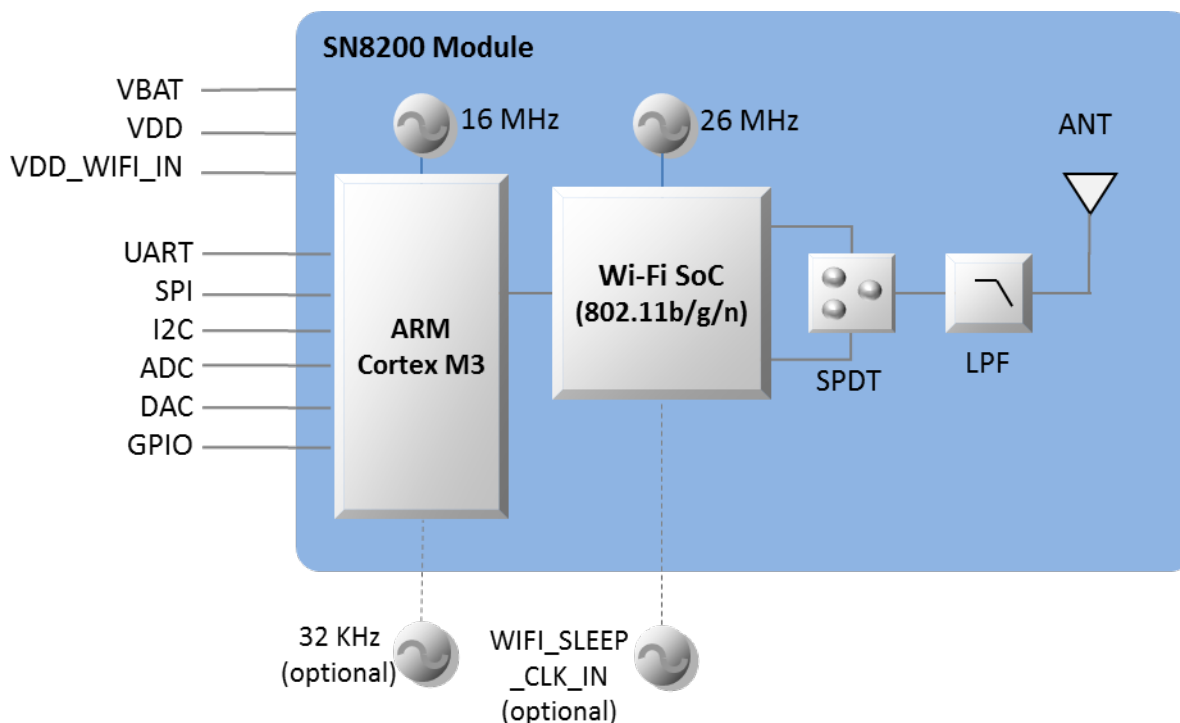 SN8200 Module
VBAT
VDD
VDD_WIFI_IN
16 MHz
26 MHz
ANT
UART
SPI
I2C
ADC
DAC
GPIO
ARM
Cortex M3
Wi-Fi SoC
(802.11b/g/n)
SPDT
LPF
32 KHz
(optional)
WIFI_SLEEP
_CLK_IN
(optional)